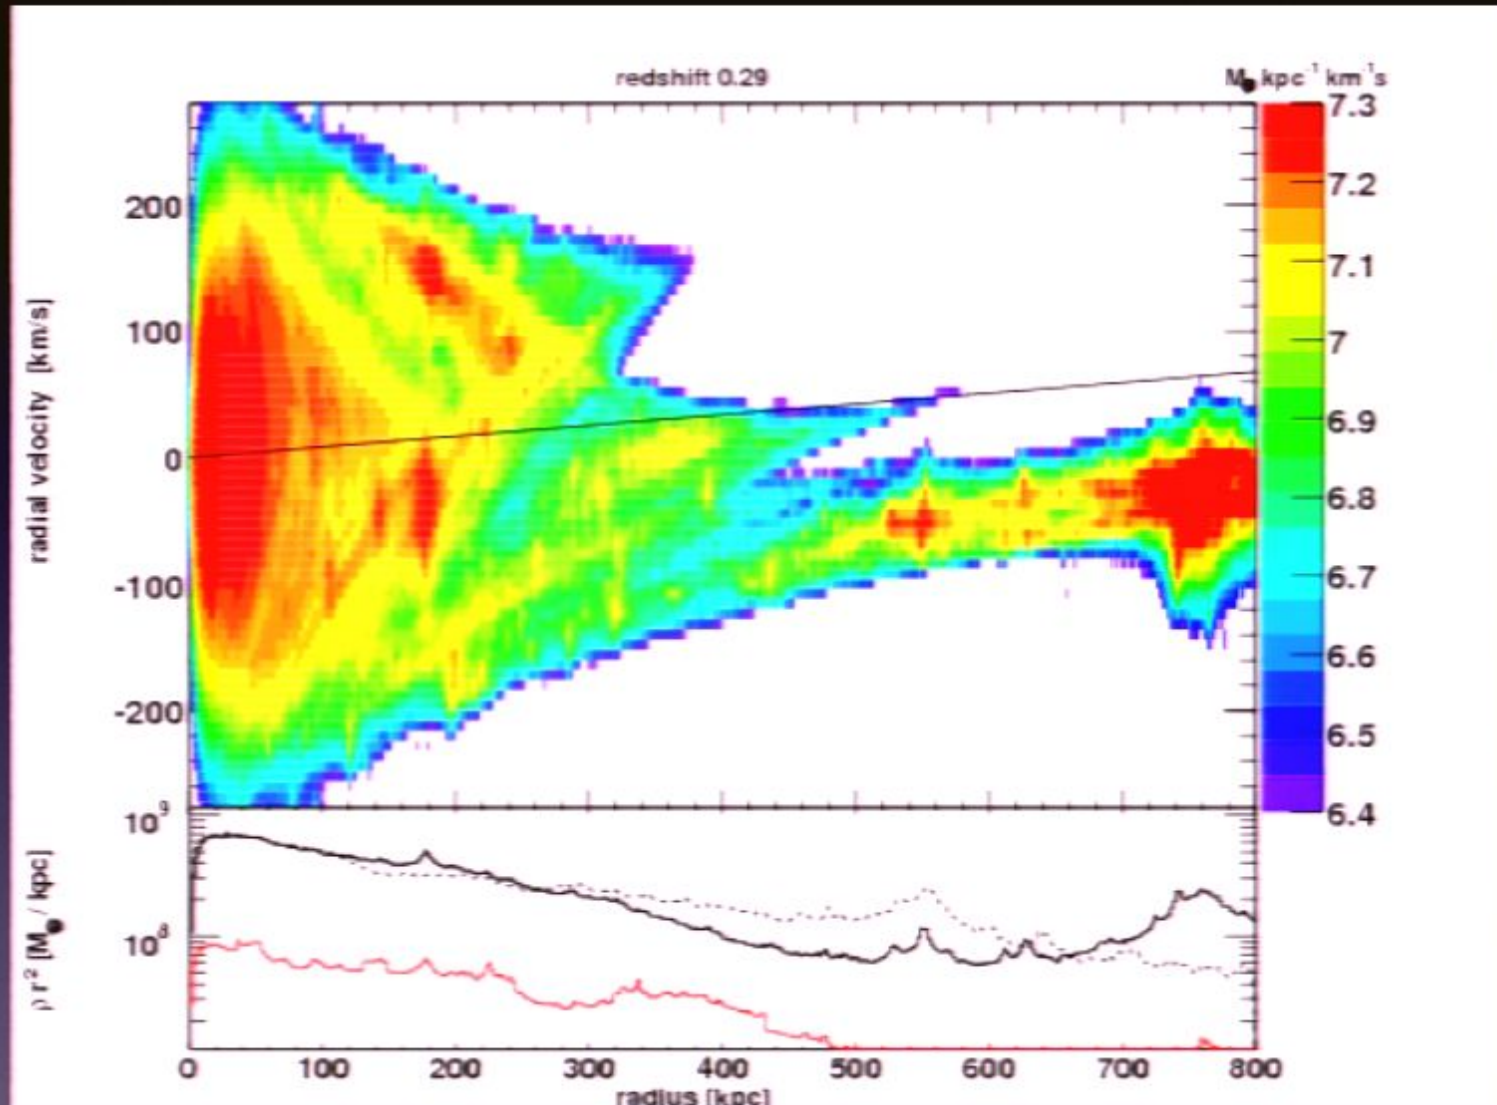 redshift 0.29
M● kpc⁻¹ km⁻¹s
7.3
7.2
7.1
7
6.9
6.8
6.7
6.6
6.5
6.4
radial velocity [km/s]
200
100
0
-100
-200
10⁹
10⁸
ρ r² [M● / kpc]
0 100 200 300 400 500 600 700 800
radius [kpc]